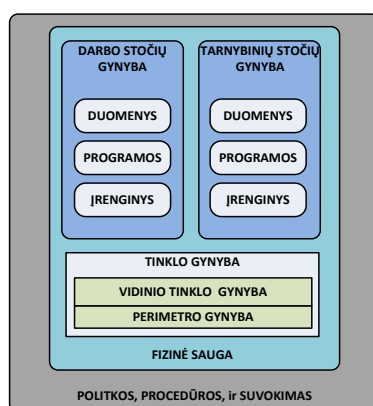 DARBO STOČIŲ
GYNYBA
DUOMENYS
PROGRAMOS
ĮRENGINYS
TARNYBINIŲ STOČIŲ
GYNYBA
DUOMENYS
PROGRAMOS
ĮRENGINYS
TINKLO GYNYBA
VIDINIO TINKLO GYNYBA
PERIMETRO GYNYBA
FIZINĖ SAUGA
POLITKOS, PROCEDŪROS, ir SUVOKIMAS